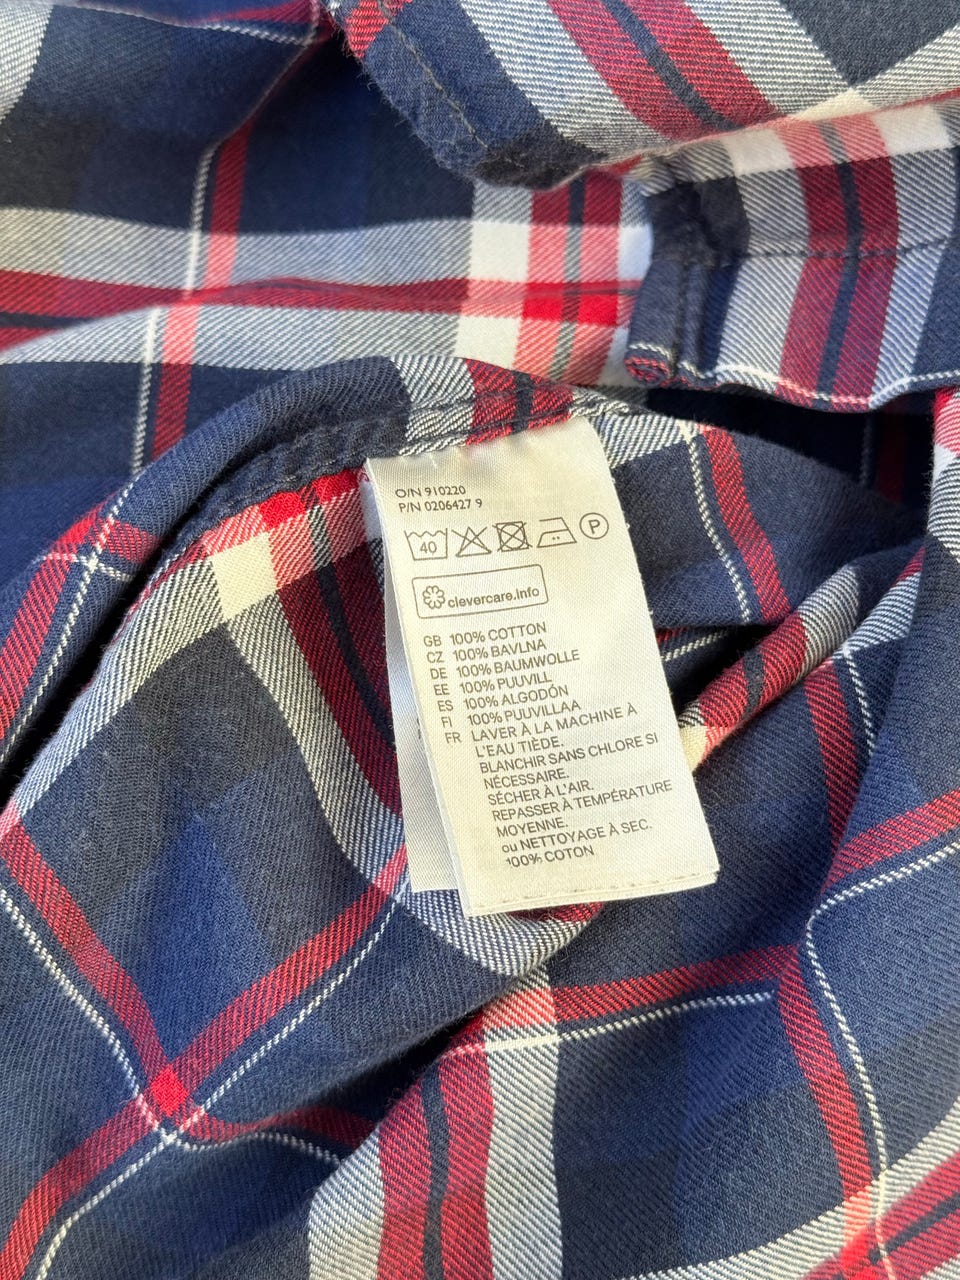 O/N 910220
P/N 0206427 9
40 P
clevercare.info
GB 100% COTTON
CZ 100% BAVLNA
DE 100% BAUMWOLLE
EE 100% PUUVILL
ES 100% ALGODÓN
FI 100% PUUVILLAA
FR LAVER À LA MACHINE À
L'EAU TIÈDE.
BLANCHIR SANS CHLORE SI
NÉCESSAIRE.
SÉCHER À L'AIR.
REPASSER À TEMPÉRATURE
MOYENNE.
ou NETTOYAGE À SEC.
100% COTON